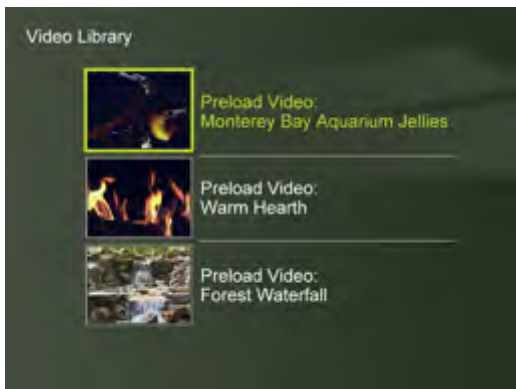 Video Library
Preload Video:
Monterey Bay Aquarium Jellies
Preload Video:
Warm Hearth
Preload Video:
Forest Waterfall